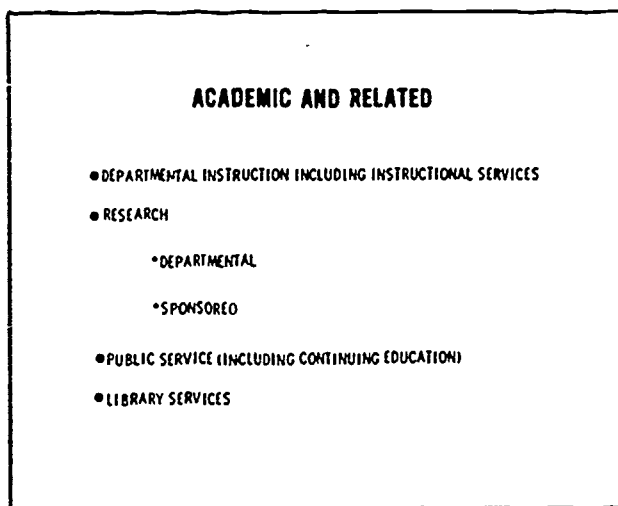 ACADEMIC AND RELATED
•DEPARTMENTAL INSTRUCTION INCLUDING INSTRUCTIONAL SERVICES
• RESEARCH
•DEPARTMENTAL
•SPONSORED
•PUBLIC SERVICE (INCLUDING CONTINUING EDUCATION)
•LIBRARY SERVICES